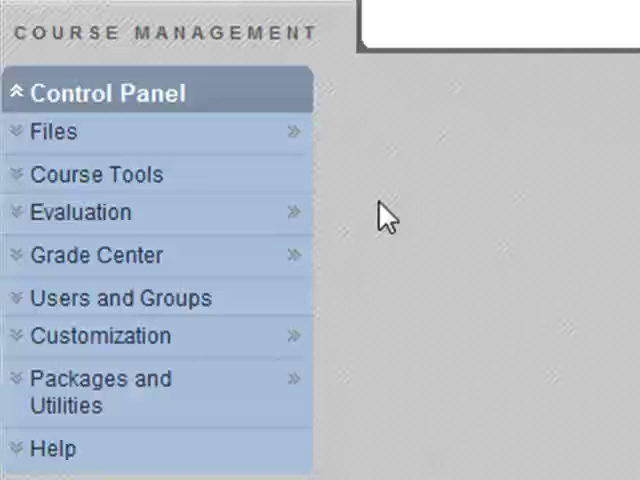 COURSE MANAGEMENT
Control Panel
Files
Course Tools
Evaluation
Grade Center
Users and Groups
Customization
Packages and
Utilities
Help